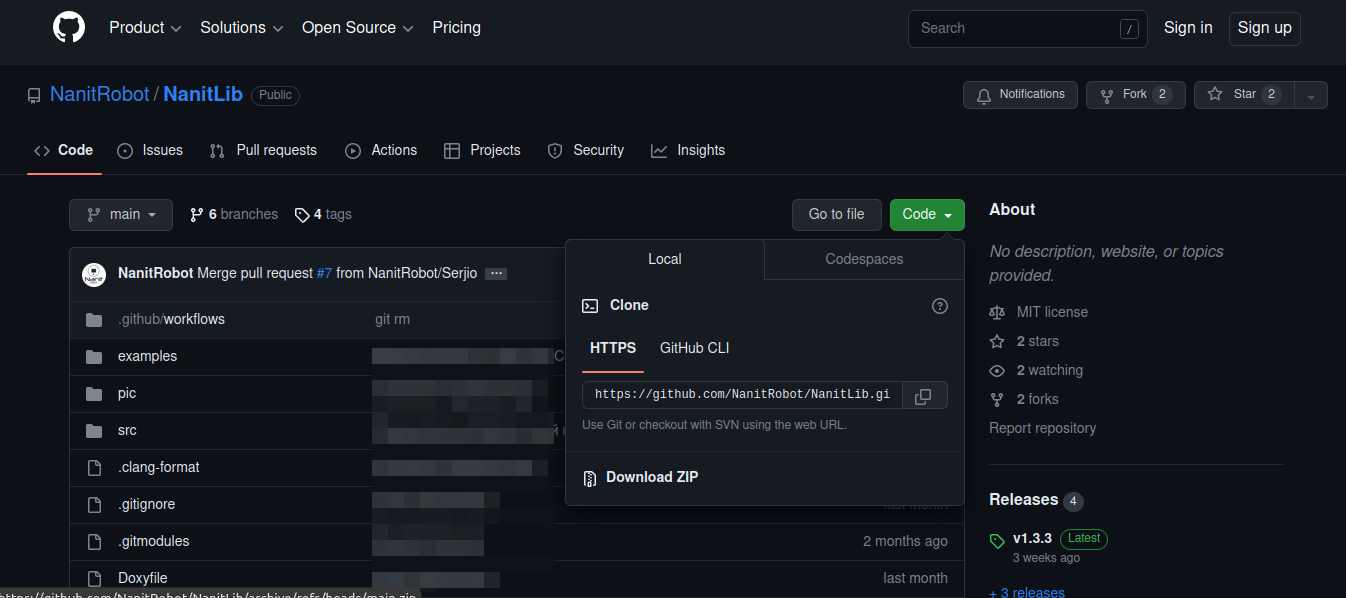 Product Solutions Open Source Pricing Search / Sign in Sign up
NanitRobot / NanitLib Public Notifications Fork 2 Star 2
Code Issues Pull requests Actions Projects Security Insights
main 6 branches 4 tags Go to file Code
NanitRobot Merge pull request #7 from NanitRobot/Serjio ...
.github/workflows git rm
examples
pic
src
.clang-format
.gitignore last month
.gitmodules 2 months ago
Doxyfile last month
Local Codespaces
Clone
HTTPS GitHub CLI
https://github.com/NanitRobot/NanitLib.gi
Use Git or checkout with SVN using the web URL.
Download ZIP
About
No description, website, or topics
provided.
MIT license
2 stars
2 watching
2 forks
Report repository
Releases 4
v1.3.3 Latest
3 weeks ago
+ 3 releases
https://github.com/NanitRobot/NanitLib/archive/refs/heads/main.zip